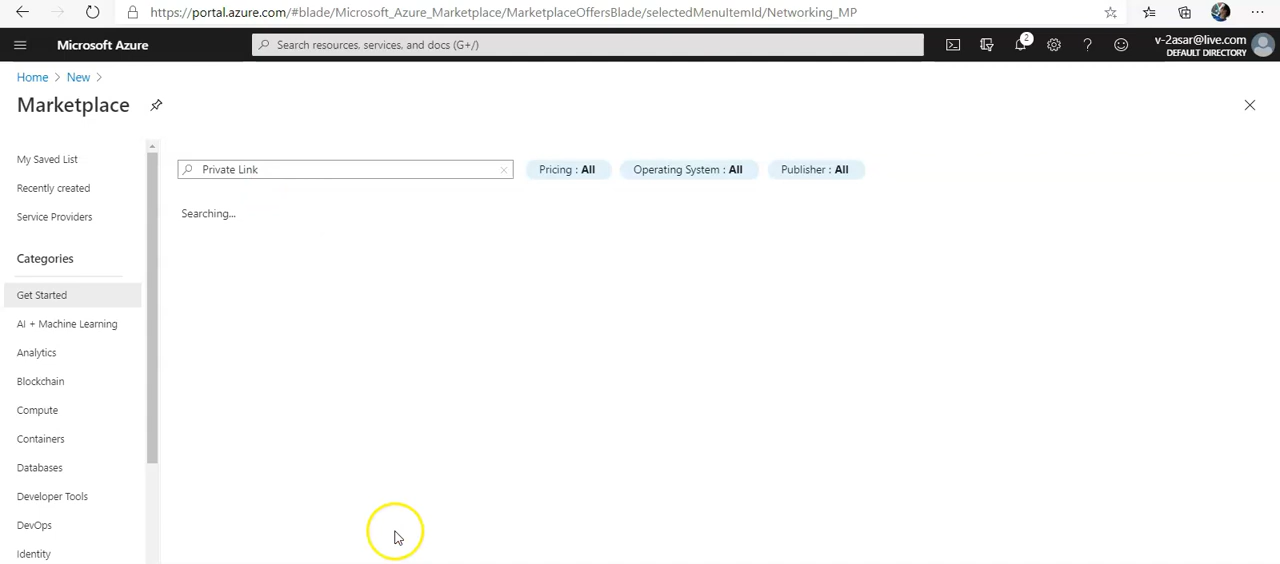 https://portal.azure.com/#blade/Microsoft_Azure_Marketplace/MarketplaceOffersBlade/selectedMenuItemId/Networking_MP
Microsoft Azure
Search resources, services, and docs (G+/)
2
v-2asar@live.com
DEFAULT DIRECTORY
Home > New >
Marketplace
My Saved List
Recently created
Service Providers
Categories
Get Started
AI + Machine Learning
Analytics
Blockchain
Compute
Containers
Databases
Developer Tools
DevOps
Identity
Private Link
Pricing : All
Operating System : All
Publisher : All
Searching...